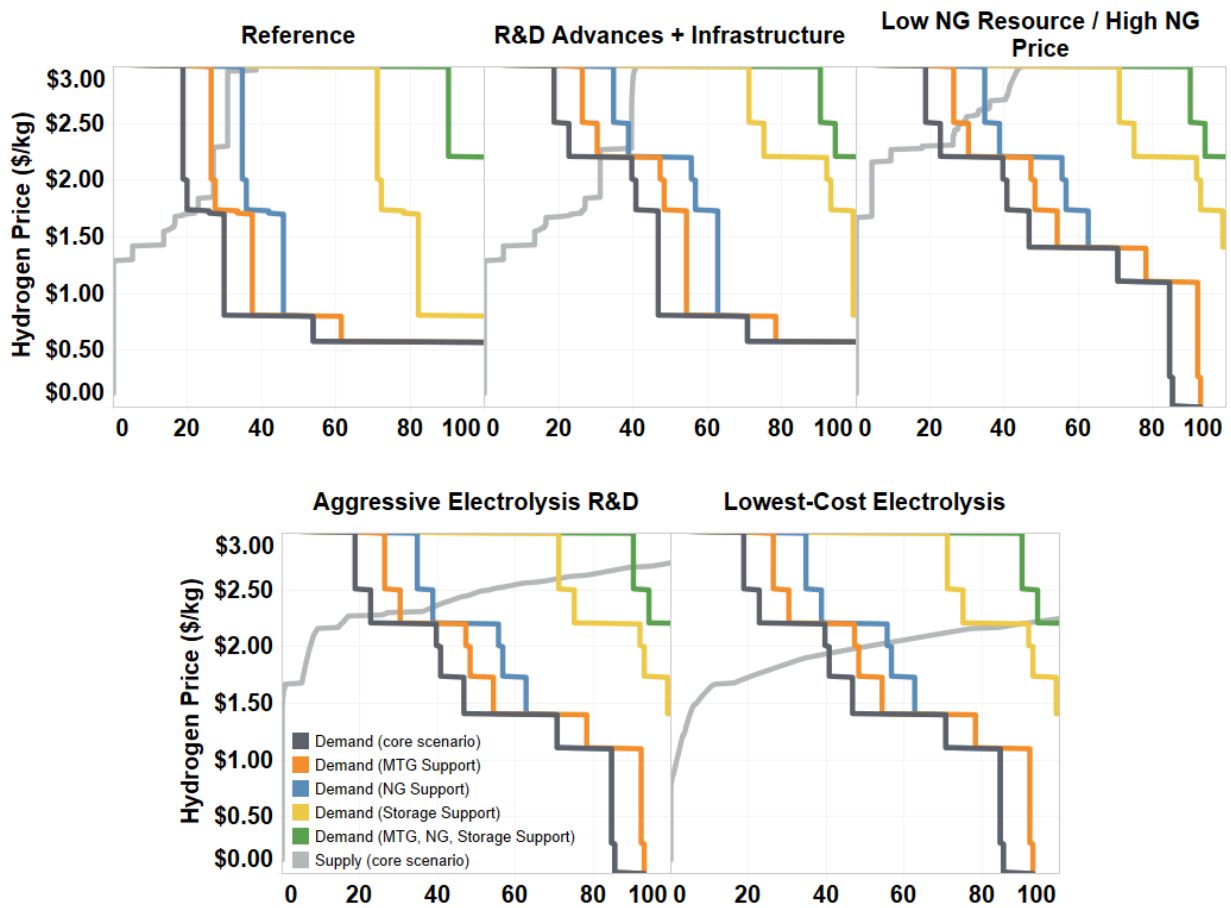 Reference
R&D Advances + Infrastructure
Low NG Resource / High NG
Price
Hydrogen Price ($/kg)
$3.00
$2.50
$2.00
$1.50
$1.00
$0.50
$0.00
0 20 40 60 80 100
0 20 40 60 80 100
0 20 40 60 80 100
Aggressive Electrolysis R&D
Lowest-Cost Electrolysis
Hydrogen Price ($/kg)
$3.00
$2.50
$2.00
$1.50
$1.00
$0.50
$0.00
Demand (core scenario)
Demand (MTG Support)
Demand (NG Support)
Demand (Storage Support)
Demand (MTG, NG, Storage Support)
Supply (core scenario)
0 20 40 60 80 100
0 20 40 60 80 100